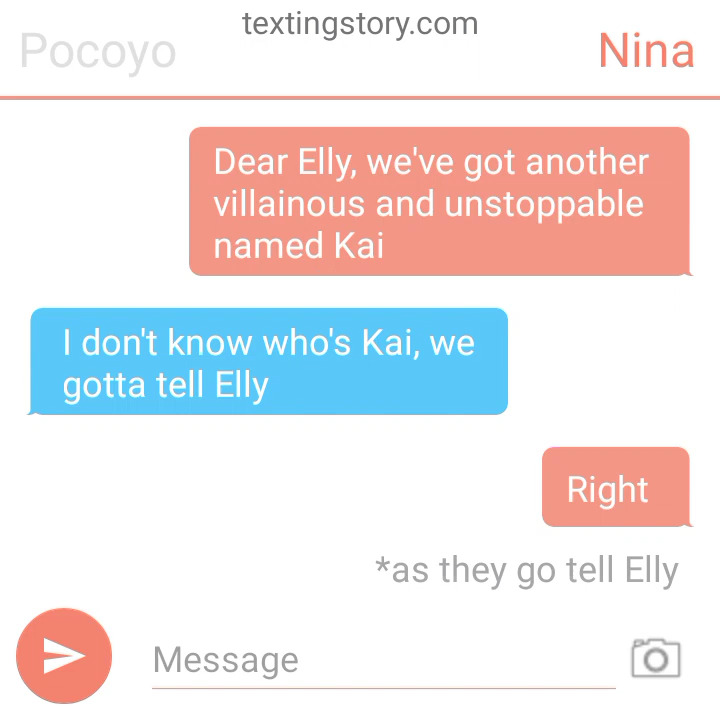 textingstory.com
Pocoyo
Nina
Dear Elly, we've got another
villainous and unstoppable
named Kai
I don't know who's Kai, we
gotta tell Elly
Right
*as they go tell Elly
Message